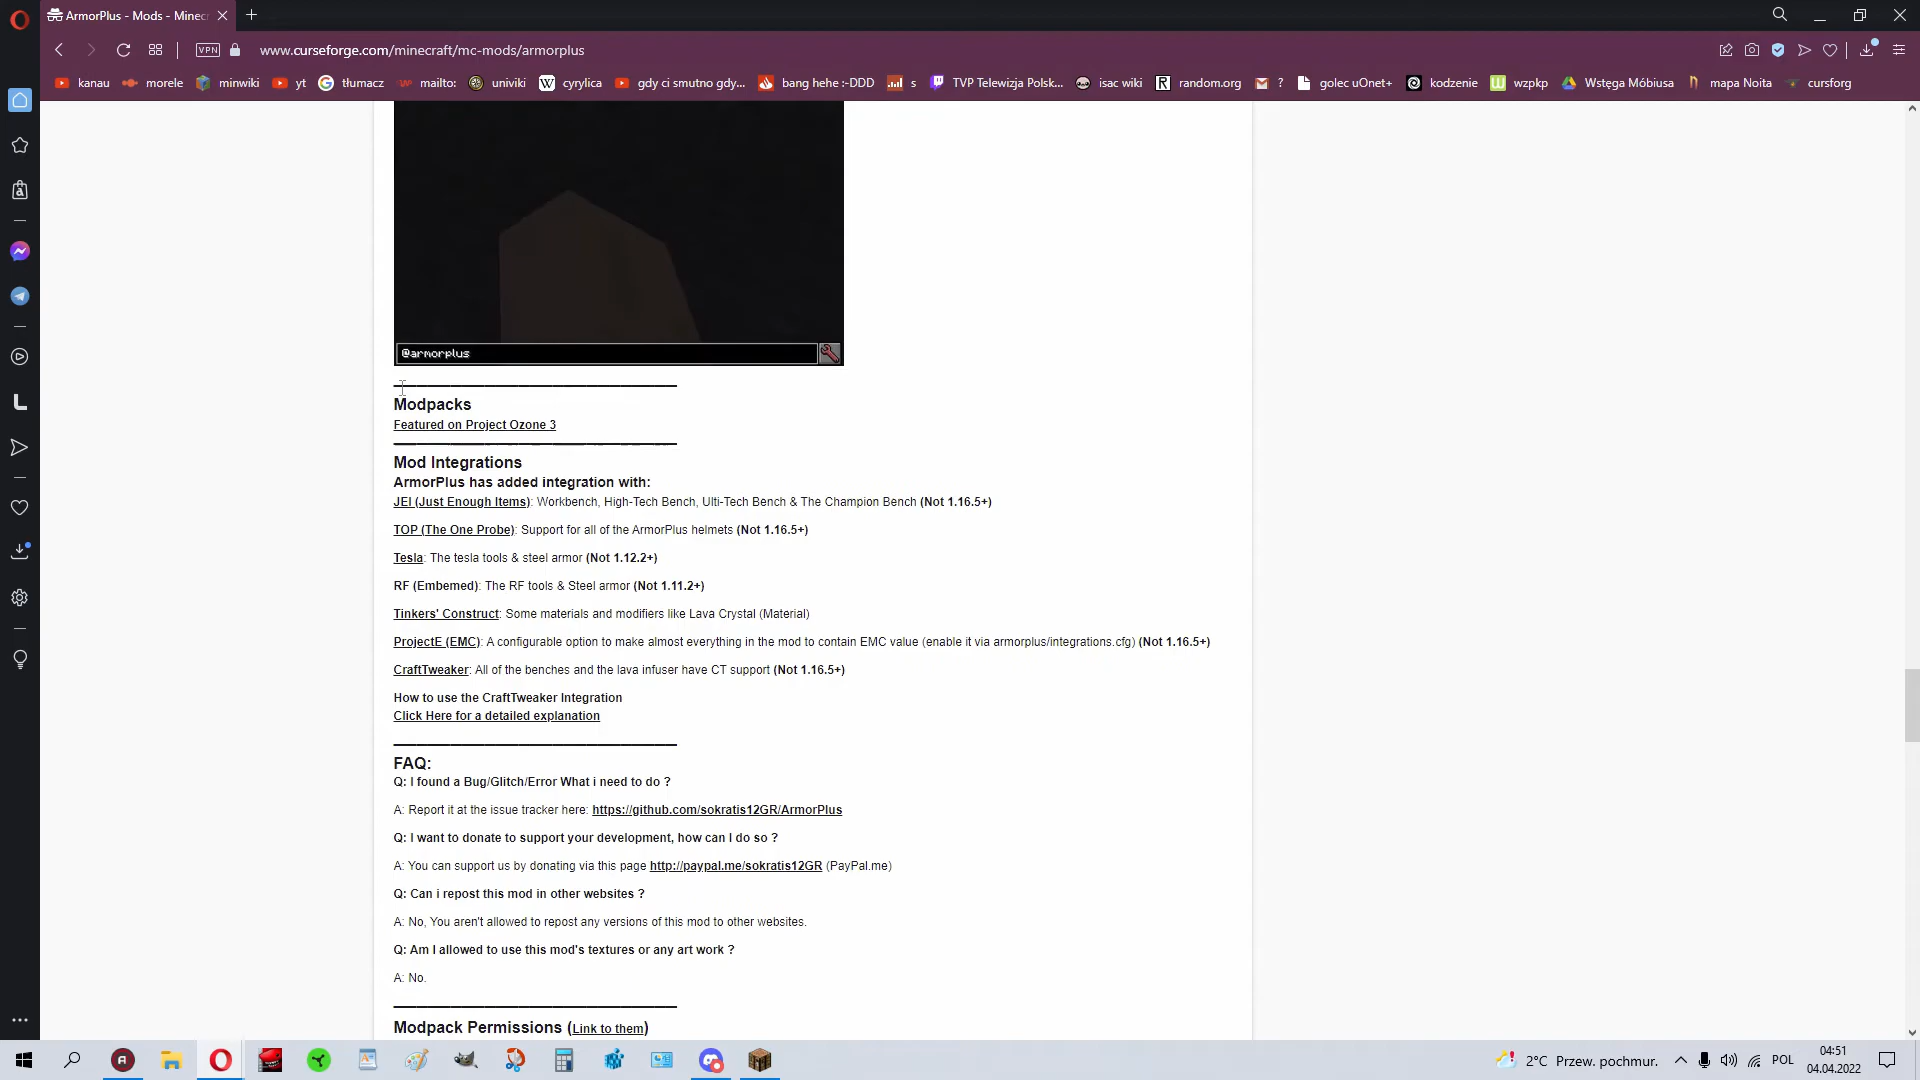 ArmorPlus - Mods - Minec
VPN
www.curseforge.com/minecraft/mc-mods/armorplus
kanau
morele
minwiki
yt
tłumacz
mailto:
univiki
cyrylica
gdy ci smutno gdy...
bang hehe :-DDD
s
TVP Telewizja Polsk...
isac wiki
random.org
?
golec uOnet+
kodzenie
wzpkp
Wstęga Möbiusa
mapa Noita
cursforg
@armorplus
Modpacks
Featured on Project Ozone 3
Mod Integrations
ArmorPlus has added integration with:
JEI (Just Enough Items): Workbench, High-Tech Bench, Ulti-Tech Bench & The Champion Bench (Not 1.16.5+)
TOP (The One Probe): Support for all of the ArmorPlus helmets (Not 1.16.5+)
Tesla: The tesla tools & steel armor (Not 1.12.2+)
RF (Embemed): The RF tools & Steel armor (Not 1.11.2+)
Tinkers' Construct: Some materials and modifiers like Lava Crystal (Material)
ProjectE (EMC): A configurable option to make almost everything in the mod to contain EMC value (enable it via armorplus/integrations.cfg) (Not 1.16.5+)
CraftTweaker: All of the benches and the lava infuser have CT support (Not 1.16.5+)
How to use the CraftTweaker Integration
Click Here for a detailed explanation
FAQ:
Q: I found a Bug/Glitch/Error What i need to do ?
A: Report it at the issue tracker here: https://github.com/sokratis12GR/ArmorPlus
Q: I want to donate to support your development, how can I do so ?
A: You can support us by donating via this page http://paypal.me/sokratis12GR (PayPal.me)
Q: Can i repost this mod in other websites ?
A: No, You aren't allowed to repost any versions of this mod to other websites.
Q: Am I allowed to use this mod's textures or any art work ?
A: No.
Modpack Permissions (Link to them)
2°C Przew. pochmur.
POL
04:51
04.04.2022